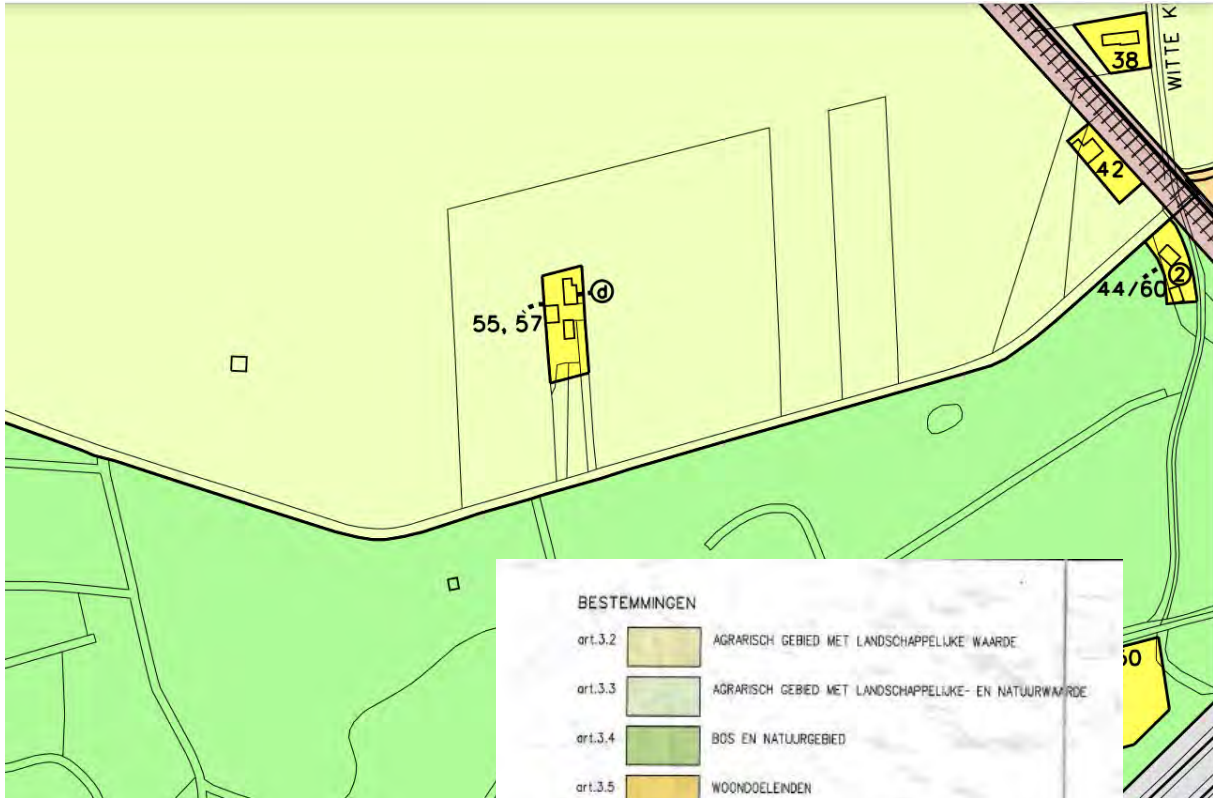 38
WITTE K
42
44/60
2
d
55, 57
BESTEMMINGEN
art.3.2 AGRARISCH GEBIED MET LANDSCHAPPELIJKE WAARDE
art.3.3 AGRARISCH GEBIED MET LANDSCHAPPELIJKE- EN NATUURWAARDE
art.3.4 BOS EN NATUURGEBIED
art.3.5 WOONDOELEINDEN